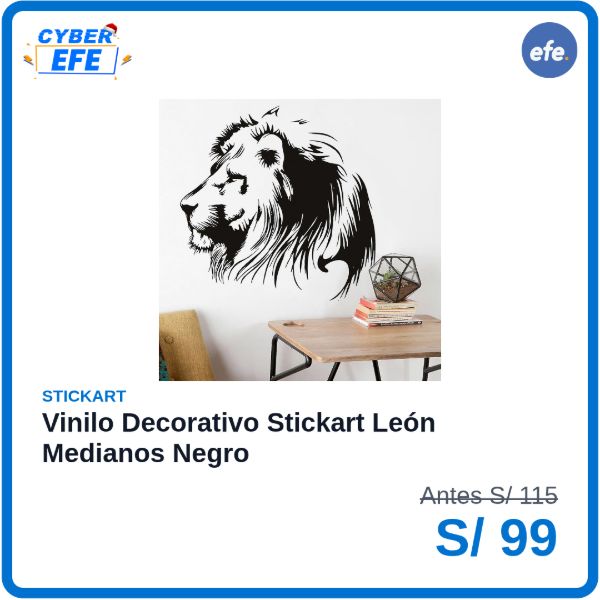 CYBER
EFE
efe.
STICKART
Vinilo Decorativo Stickart León
Medianos Negro
Antes S/ 115
S/ 99